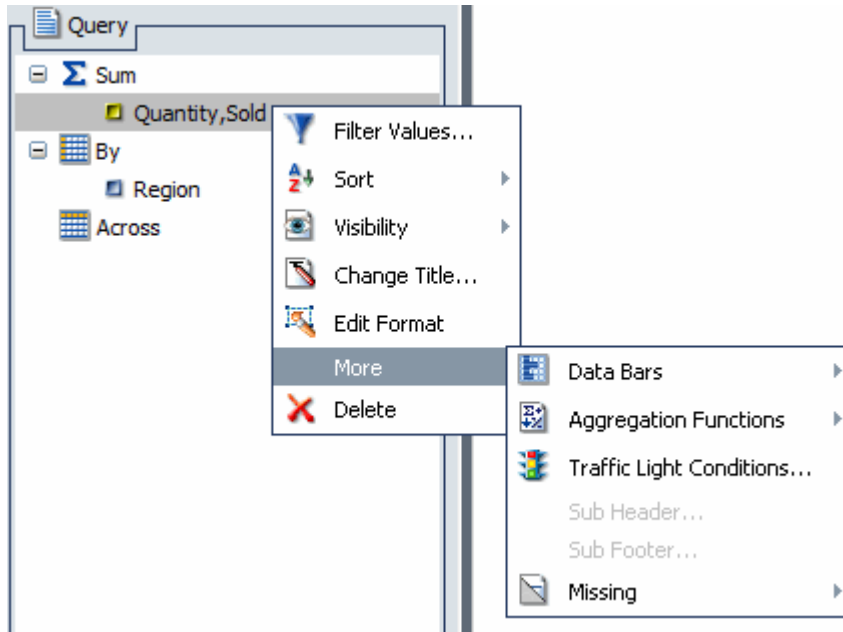 Query
Sum
Quantity,Sold
By
Region
Across
Filter Values...
Sort
Visibility
Change Title...
Edit Format
More
Delete
Data Bars
Aggregation Functions
Traffic Light Conditions...
Sub Header...
Sub Footer...
Missing